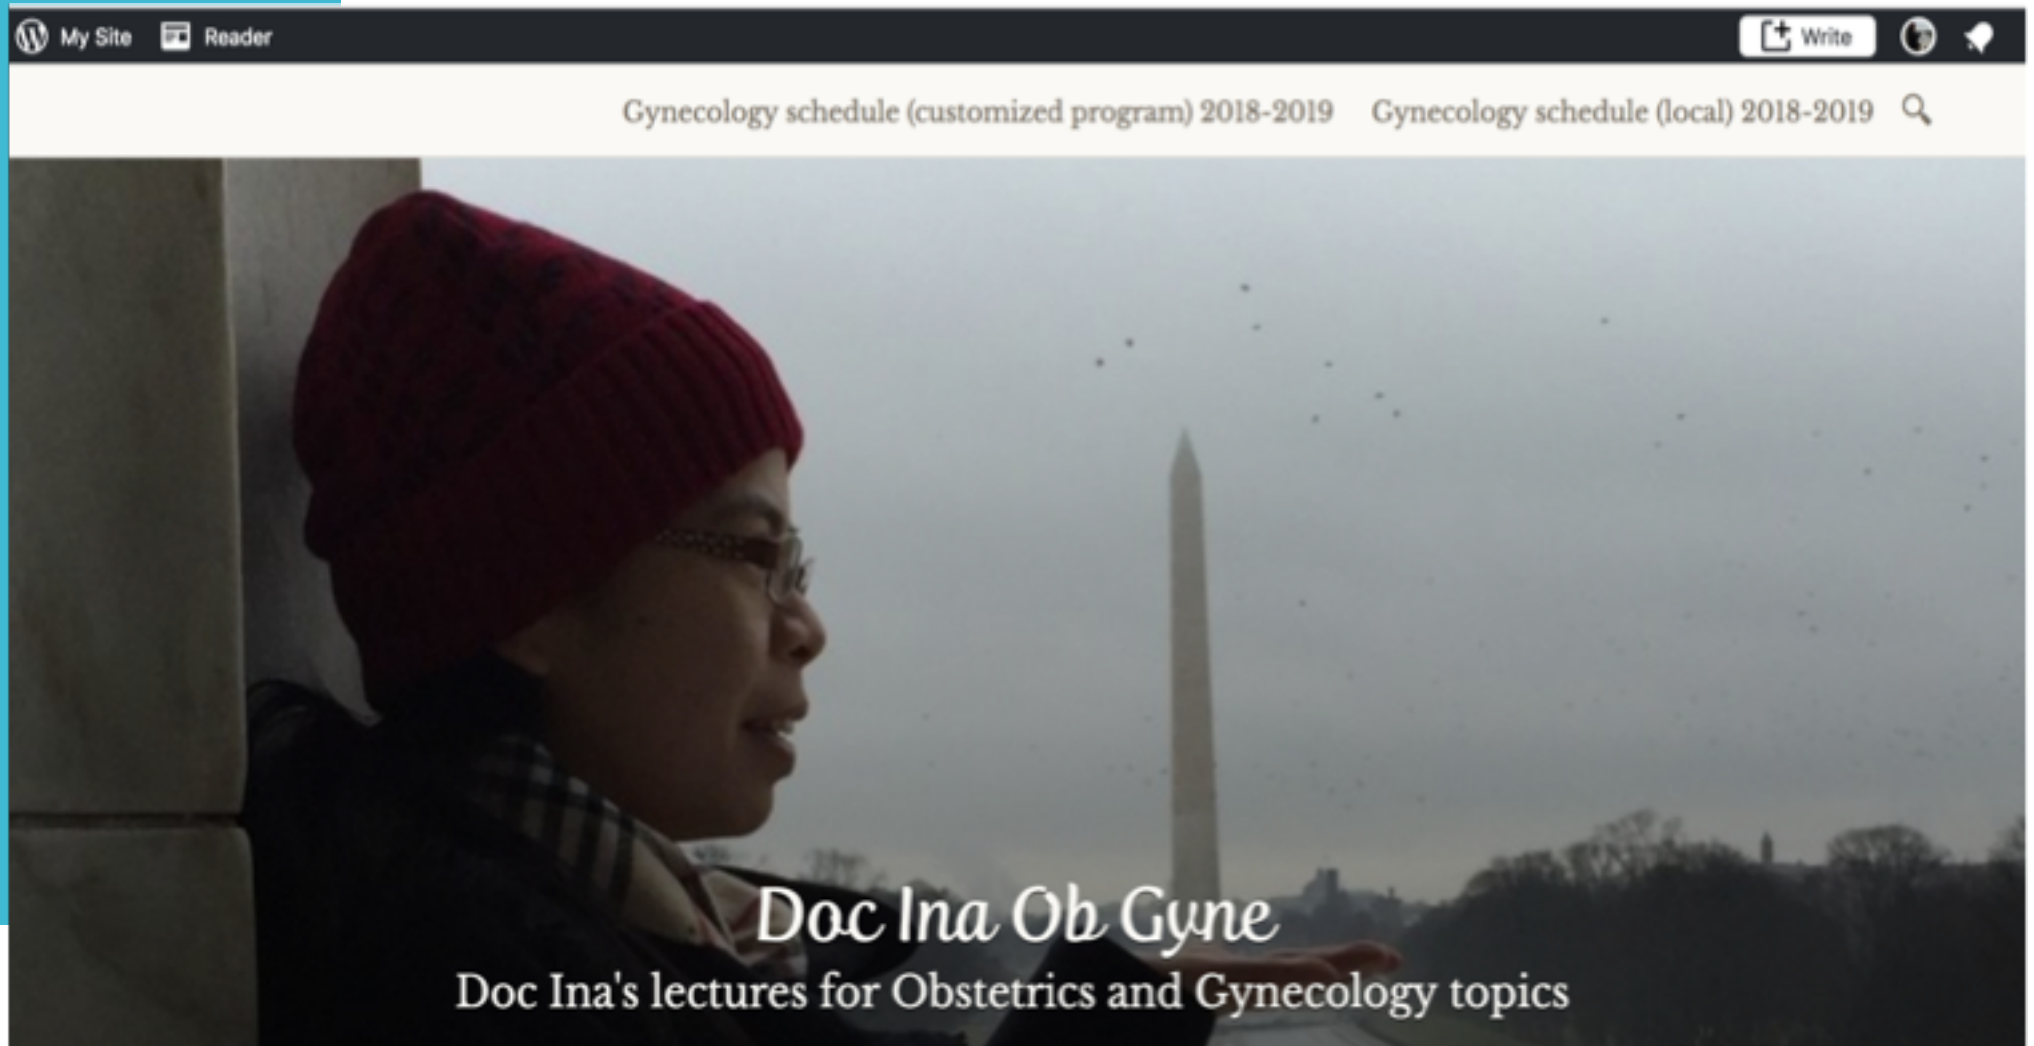 My Site Reader Write
Gynecology schedule (customized program) 2018-2019 Gynecology schedule (local) 2018-2019
Doc Ina Ob Gyne
Doc Ina's lectures for Obstetrics and Gynecology topics